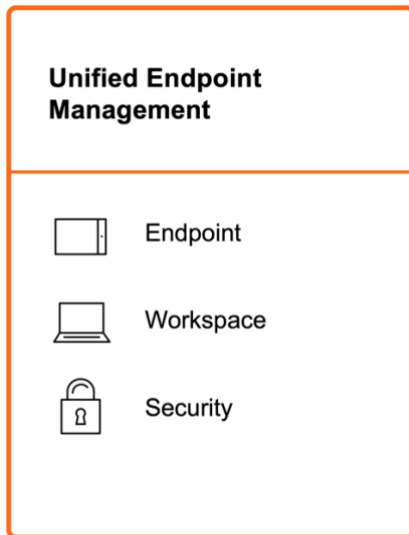 Unified Endpoint
Management
Endpoint
Workspace
Security